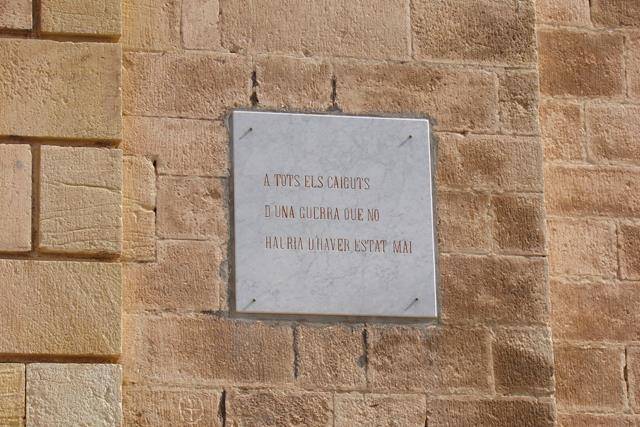 A TOTS ELS CAIGUTS
D'UNA GUERRA QUE NO
HAURIA D'HAVER ESTAT MAI